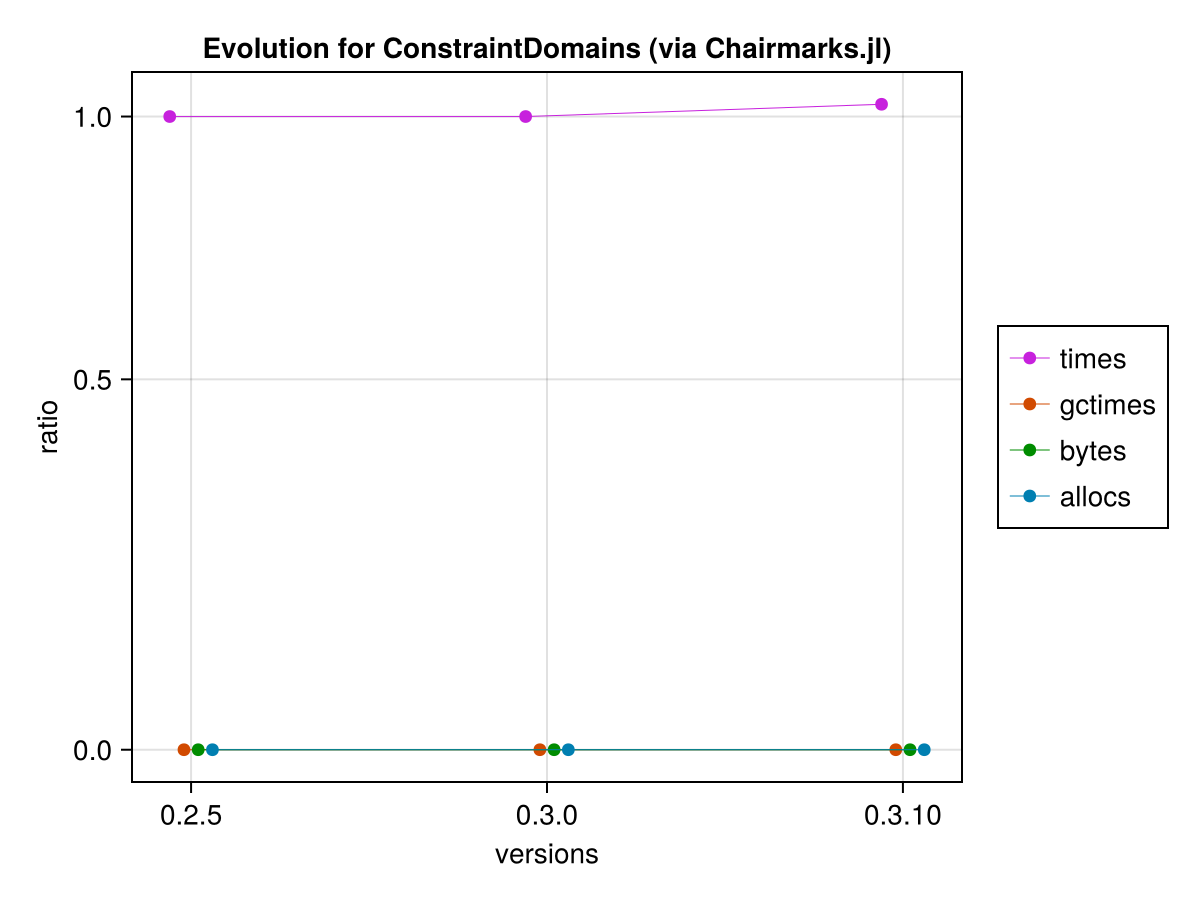 Evolution for ConstraintDomains (via Chairmarks.jl)
1.0
0.5
0.0
ratio
0.2.5
0.3.0
0.3.10
versions
times
gctimes
bytes
allocs